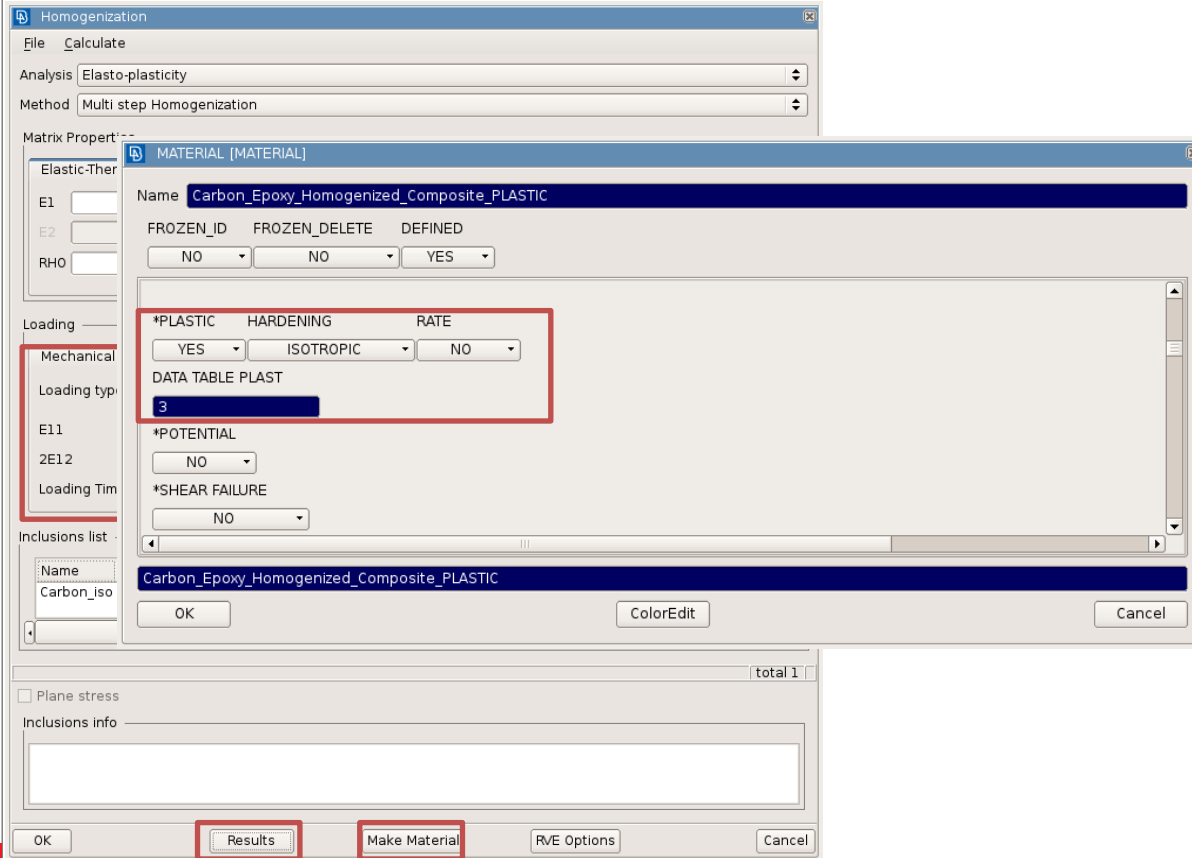 Homogenization
File Calculate
Analysis Elasto-plasticity
Method Multi step Homogenization
Matrix
Elastic-Ther
E1
E2
RHO
Loading
Mechanical
Loading typ
E11
2E12
Loading Tim
Inclusions list
Name
Carbon_iso
MATERIAL [MATERIAL]
Name Carbon_Epoxy_Homogenized_Composite_PLASTIC
FROZEN_ID FROZEN_DELETE DEFINED
NO NO YES
*PLASTIC HARDENING RATE
YES ISOTROPIC NO
DATA TABLE PLAST
3
*POTENTIAL
NO
*SHEAR FAILURE
NO
Carbon_Epoxy_Homogenized_Composite_PLASTIC
OK ColorEdit Cancel
total 1
Plane stress
Inclusions info
OK Results Make Material RVE Options Cancel